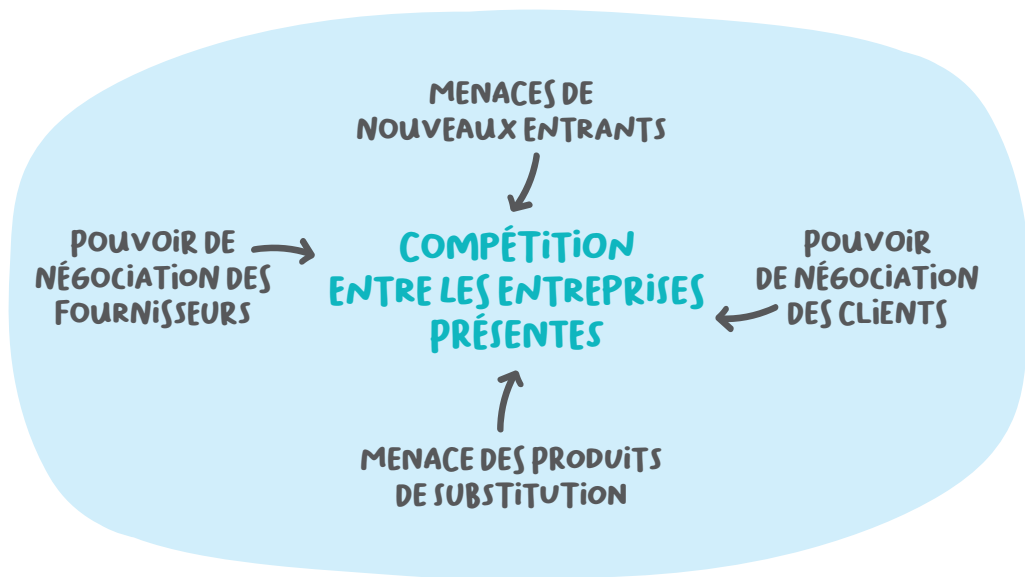 MENACES DE
NOUVEAUX ENTRANTS
POUVOIR DE
NÉGOCIATION DES
FOURNISSEURS
COMPÉTITION
ENTRE LES ENTREPRISES
PRÉSENTES
POUVOIR
DE NÉGOCIATION
DES CLIENTS
MENACE DES PRODUITS
DE SUBSTITUTION